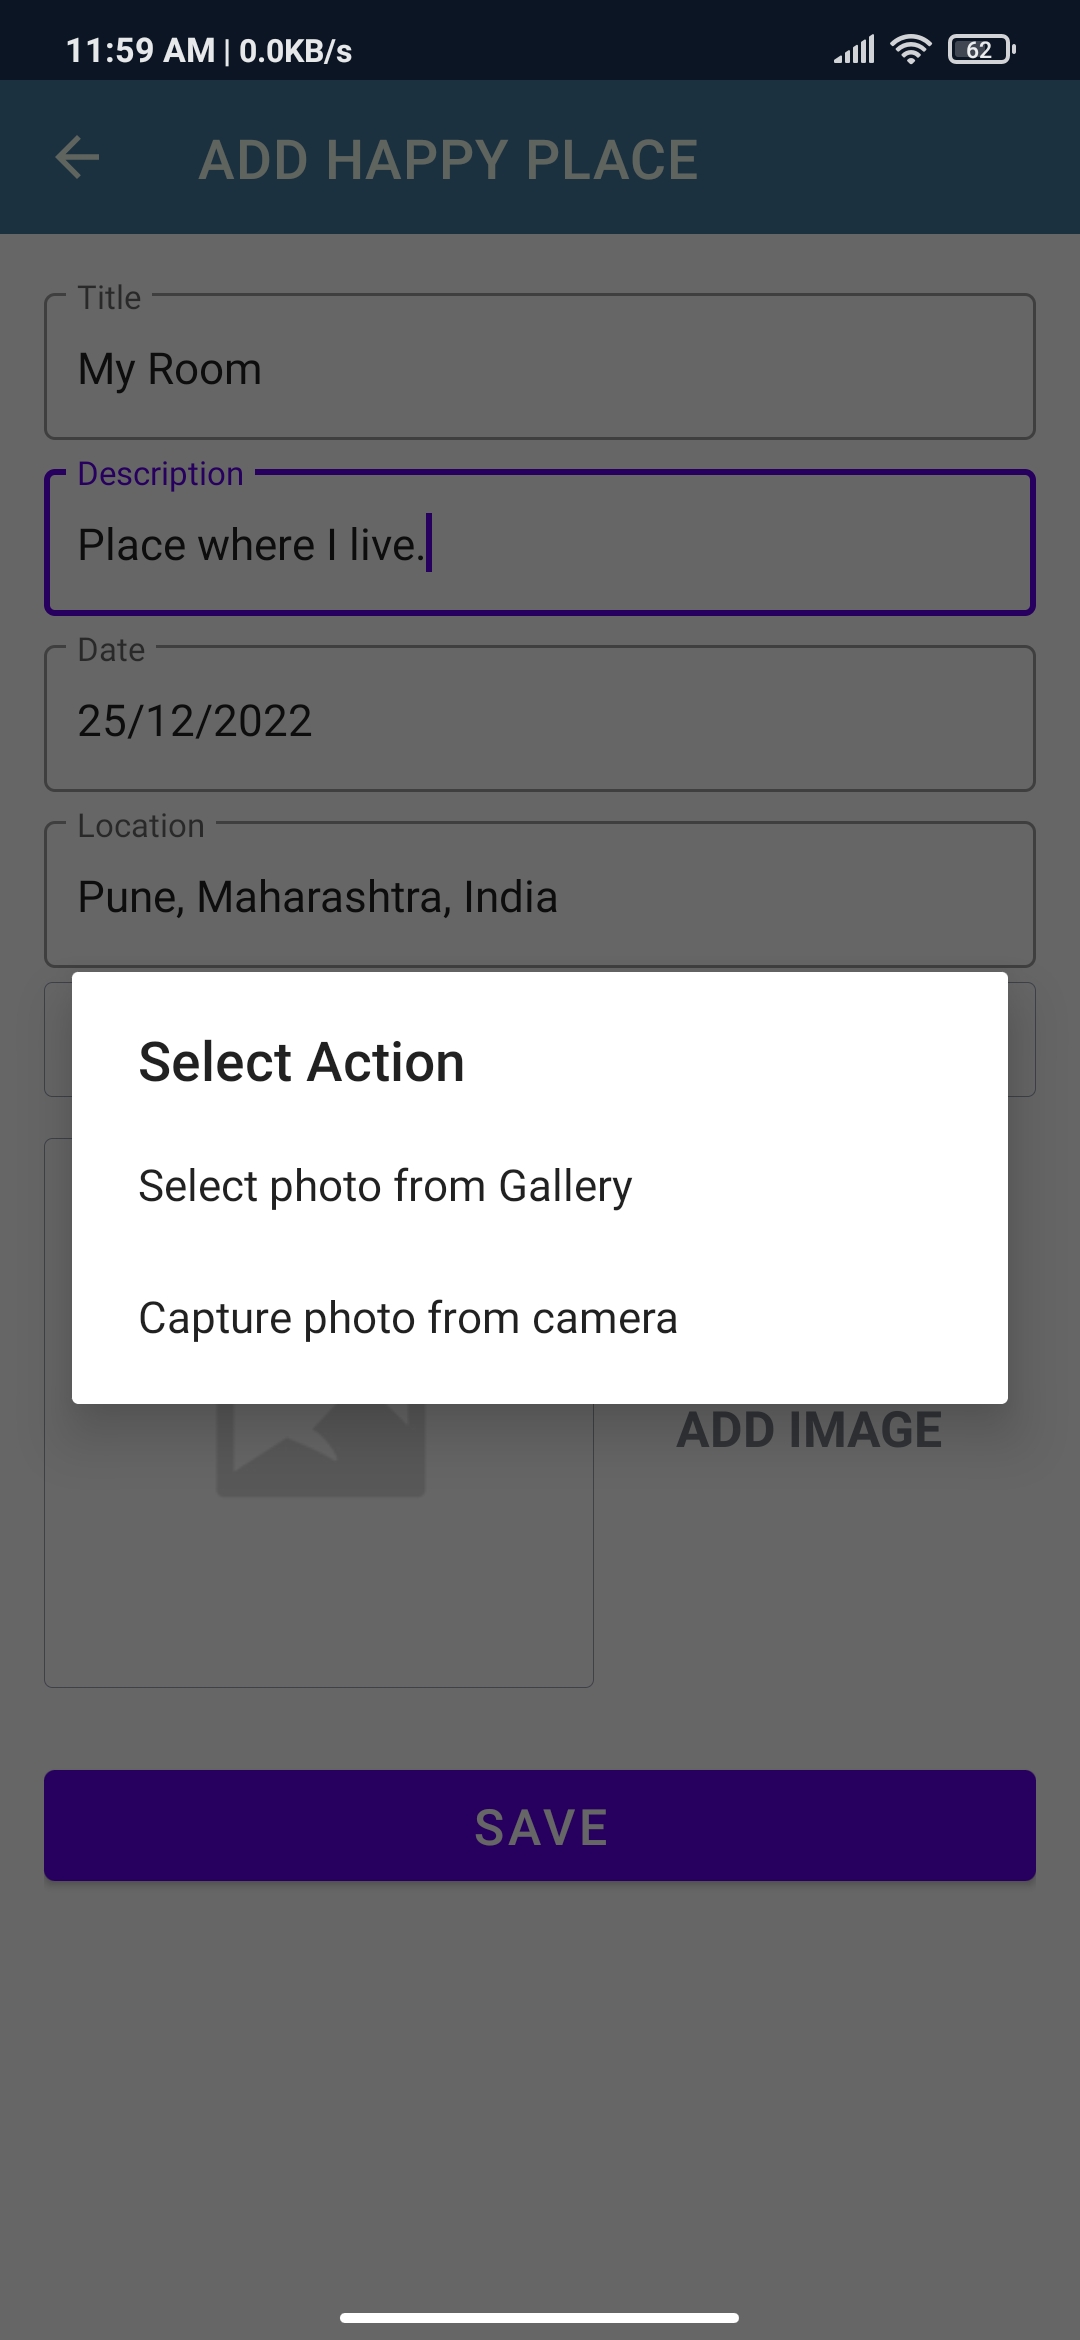 11:59 AM | 0.0KB/s
62
ADD HAPPY PLACE
Title
My Room
Description
Place where I live.
Date
25/12/2022
Location
Pune, Maharashtra, India
Select Action
Select photo from Gallery
Capture photo from camera
ADD IMAGE
SAVE